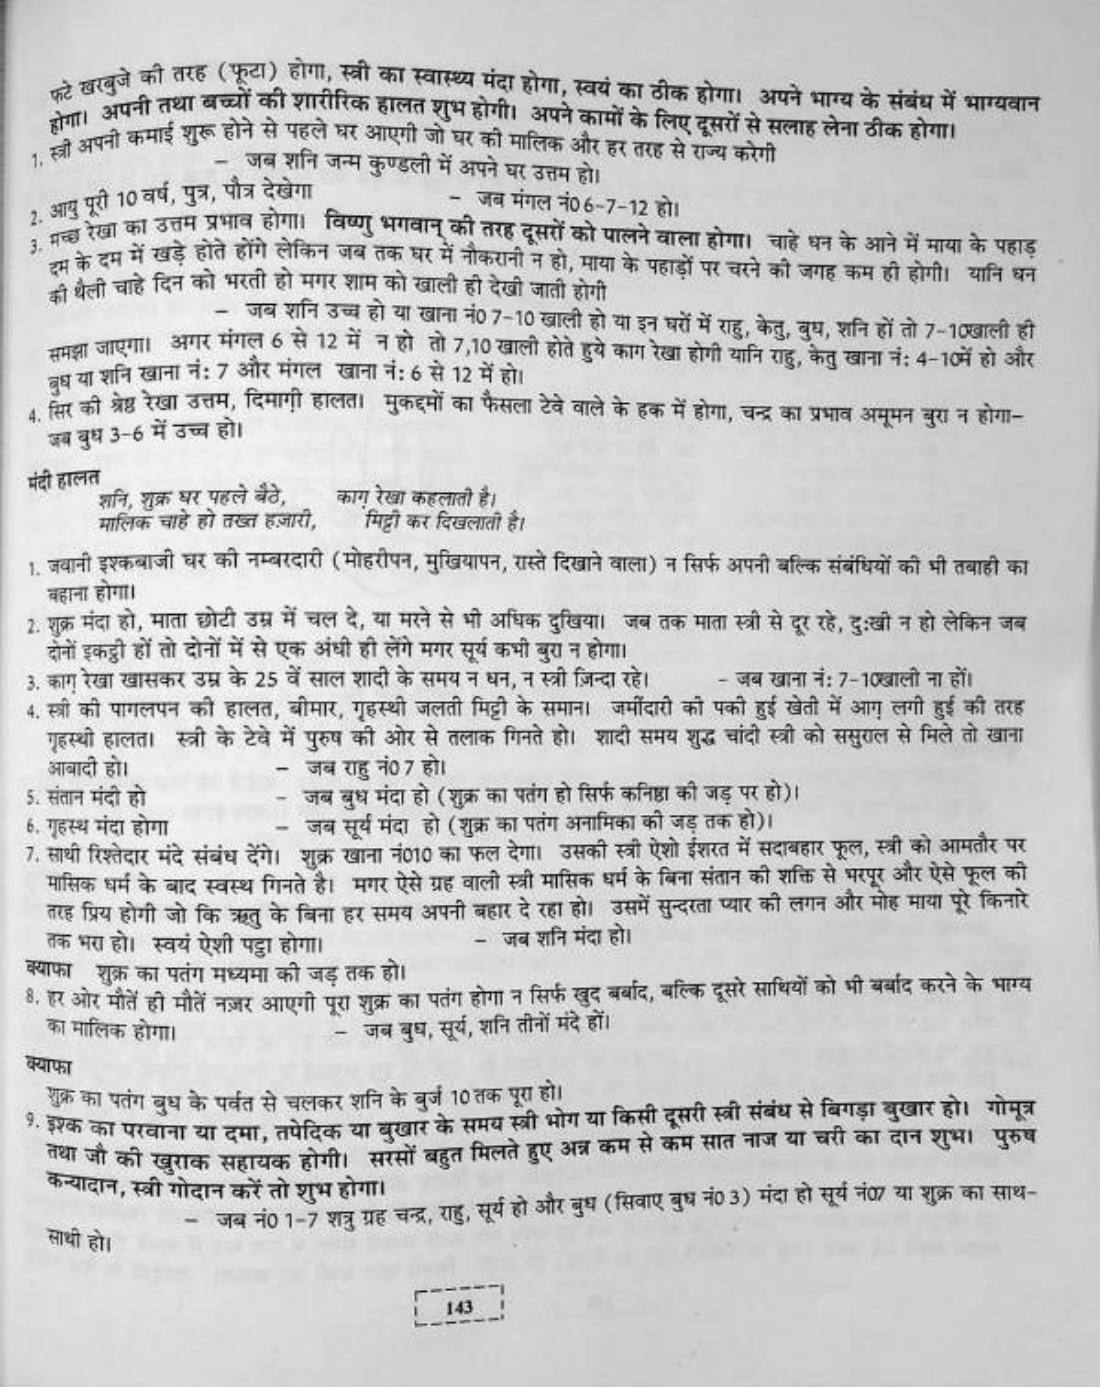 फटे खरबुजे की तरह (फूटा) होगा, स्त्री का स्वास्थ्य मंदा होगा, स्वयं का ठीक होगा। अपने भाग्य के संबंध में भाग्यवान
होगा। अपनी तथा बच्चों की शारीरिक हालत शुभ होगी। अपने कामों के लिए दूसरों से सलाह लेना ठीक होगा।
1. स्त्री अपनी कमाई शुरू होने से पहले घर आएगी जो घर की मालिक और हर तरह से राज्य करेगी
– जब शनि जन्म कुण्डली में अपने घर उत्तम हो।
2. आयु पूरी 10 वर्ष, पुत्र, पौत्र देखेगा – जब मंगल नं0 6-7-12 हो।
3. मच्छ रेखा का उत्तम प्रभाव होगा। विष्णु भगवान् की तरह दूसरों को पालने वाला होगा। चाहे धन के आने में माया के पहाड़
दम के दम में खड़े होते होंगे लेकिन जब तक घर में नौकरानी न हो, माया के पहाड़ों पर चरने की जगह कम ही होगी। यानि धन
की थैली चाहे दिन को भरती हो मगर शाम को खाली ही देखी जाती होगी
– जब शनि उच्च हो या खाना नं0 7-10 खाली हो या इन घरों में राहु, केतु, बुध, शनि हों तो 7-10खाली ही
समझा जाएगा। अगर मंगल 6 से 12 में न हो तो 7,10 खाली होते हुये काग रेखा होगी यानि राहु, केतु खाना नं: 4-10में हो और
बुध या शनि खाना नं: 7 और मंगल खाना नं: 6 से 12 में हो।
4. सिर की श्रेष्ठ रेखा उत्तम, दिमाग़ी हालत। मुकद्दमों का फैसला टेवे वाले के हक में होगा, चन्द्र का प्रभाव अमूमन बुरा न होगा–
जब बुध 3-6 में उच्च हो।
मंदी हालत
शनि, शुक्र घर पहले बैठे, काग़ रेखा कहलाती है।
मालिक चाहे हो तख्त हज़ारी, मिट्टी कर दिखलाती है।
1. जवानी इश्कबाजी घर की नम्बरदारी (मोहरीपन, मुखियापन, रास्ते दिखाने वाला) न सिर्फ अपनी बल्कि संबंधियों की भी तबाही का
बहाना होगा।
2. शुक्र मंदा हो, माता छोटी उम्र में चल दे, या मरने से भी अधिक दुखिया। जब तक माता स्त्री से दूर रहे, दुःखी न हो लेकिन जब
दोनों इकट्ठी हों तो दोनों में से एक अंधी ही लेंगे मगर सूर्य कभी बुरा न होगा।
3. काग़ रेखा खासकर उम्र के 25 वें साल शादी के समय न धन, न स्त्री ज़िन्दा रहे। – जब खाना नं: 7-10खाली ना हों।
4. स्त्री की पागलपन की हालत, बीमार, गृहस्थी जलती मिट्टी के समान। जमींदारी की पकी हुई खेती में आग़ लगी हुई की तरह
गृहस्थी हालत। स्त्री के टेवे में पुरुष की ओर से तलाक गिनते हो। शादी समय शुद्ध चांदी स्त्री को ससुराल से मिले तो खाना
आबादी हो। – जब राहु नं0 7 हो।
5. संतान मंदी हो – जब बुध मंदा हो (शुक्र का पतंग हो सिर्फ कनिष्ठा की जड़ पर हो)।
6. गृहस्थ मंदा होगा – जब सूर्य मंदा हो (शुक्र का पतंग अनामिका की जड़ तक हो)।
7. साथी रिश्तेदार मंदे संबंध देंगे। शुक्र खाना नं010 का फल देगा। उसकी स्त्री ऐशो ईशरत में सदाबहार फूल, स्त्री को आमतौर पर
मासिक धर्म के बाद स्वस्थ गिनते है। मगर ऐसे ग्रह वाली स्त्री मासिक धर्म के बिना संतान की शक्ति से भरपूर और ऐसे फूल की
तरह प्रिय होगी जो कि ऋतु के बिना हर समय अपनी बहार दे रहा हो। उसमें सुन्दरता प्यार की लगन और मोह माया पूरे किनारे
तक भरा हो। स्वयं ऐशी पट्ठा होगा। – जब शनि मंदा हो।
क्याफा शुक्र का पतंग मध्यमा की जड़ तक हो।
8. हर ओर मौतें ही मौतें नज़र आएगी पूरा शुक्र का पतंग होगा न सिर्फ खुद बर्बाद, बल्कि दूसरे साथियों को भी बर्बाद करने के भाग्य
का मालिक होगा। – जब बुध, सूर्य, शनि तीनों मंदे हों।
क्याफा
शुक्र का पतंग बुध के पर्वत से चलकर शनि के बुर्ज 10 तक पूरा हो।
9. इश्क का परवाना या दमा, तपेदिक या बुखार के समय स्त्री भोग या किसी दूसरी स्त्री संबंध से बिगड़ा बुखार हो। गोमूत्र
तथा जौ की खुराक सहायक होगी। सरसों बहुत मिलते हुए अन्न कम से कम सात नाज या चरी का दान शुभ। पुरुष
कन्यादान, स्त्री गोदान करें तो शुभ होगा।
– जब नं0 1-7 शत्रु ग्रह चन्द्र, राहु, सूर्य हो और बुध (सिवाए बुध नं0 3) मंदा हो सूर्य नं07 या शुक्र का साथ-
साथी हो।
143